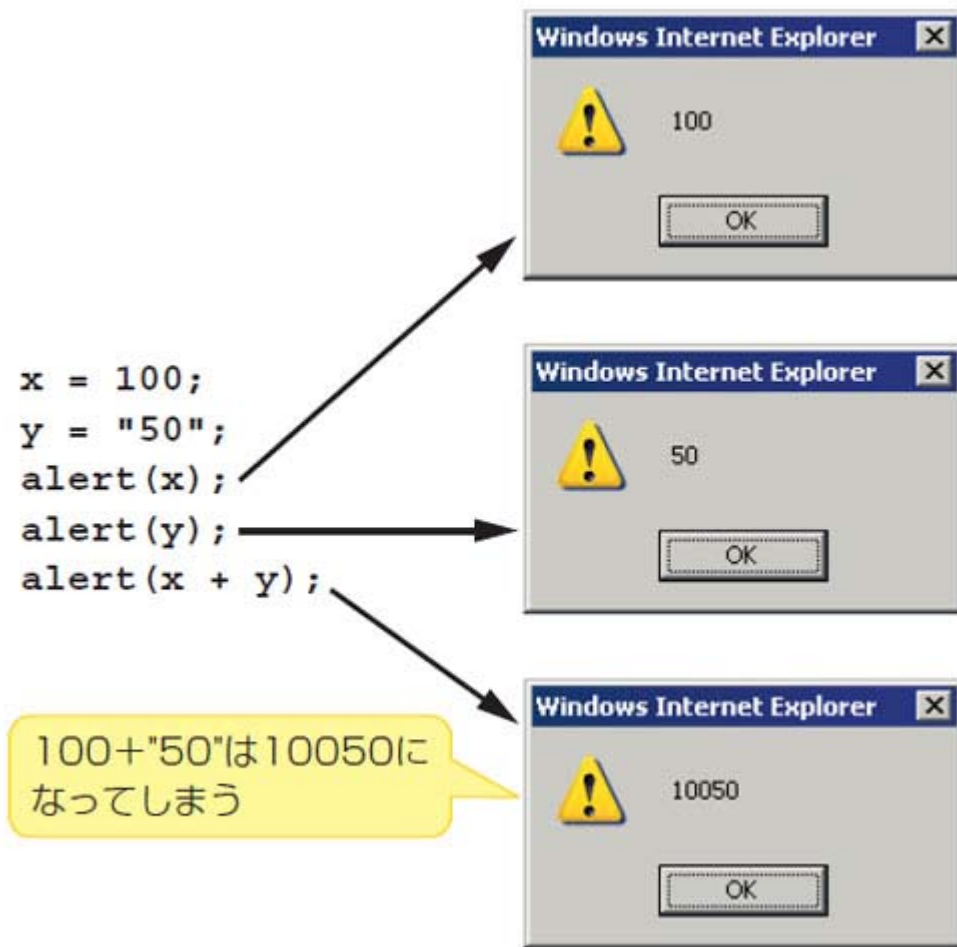 Windows Internet Explorer
100
OK
x = 100;
y = "50";
alert(x);
alert(y);
alert(x + y);
Windows Internet Explorer
50
OK
100+"50"は10050に
なってしまう
Windows Internet Explorer
10050
OK